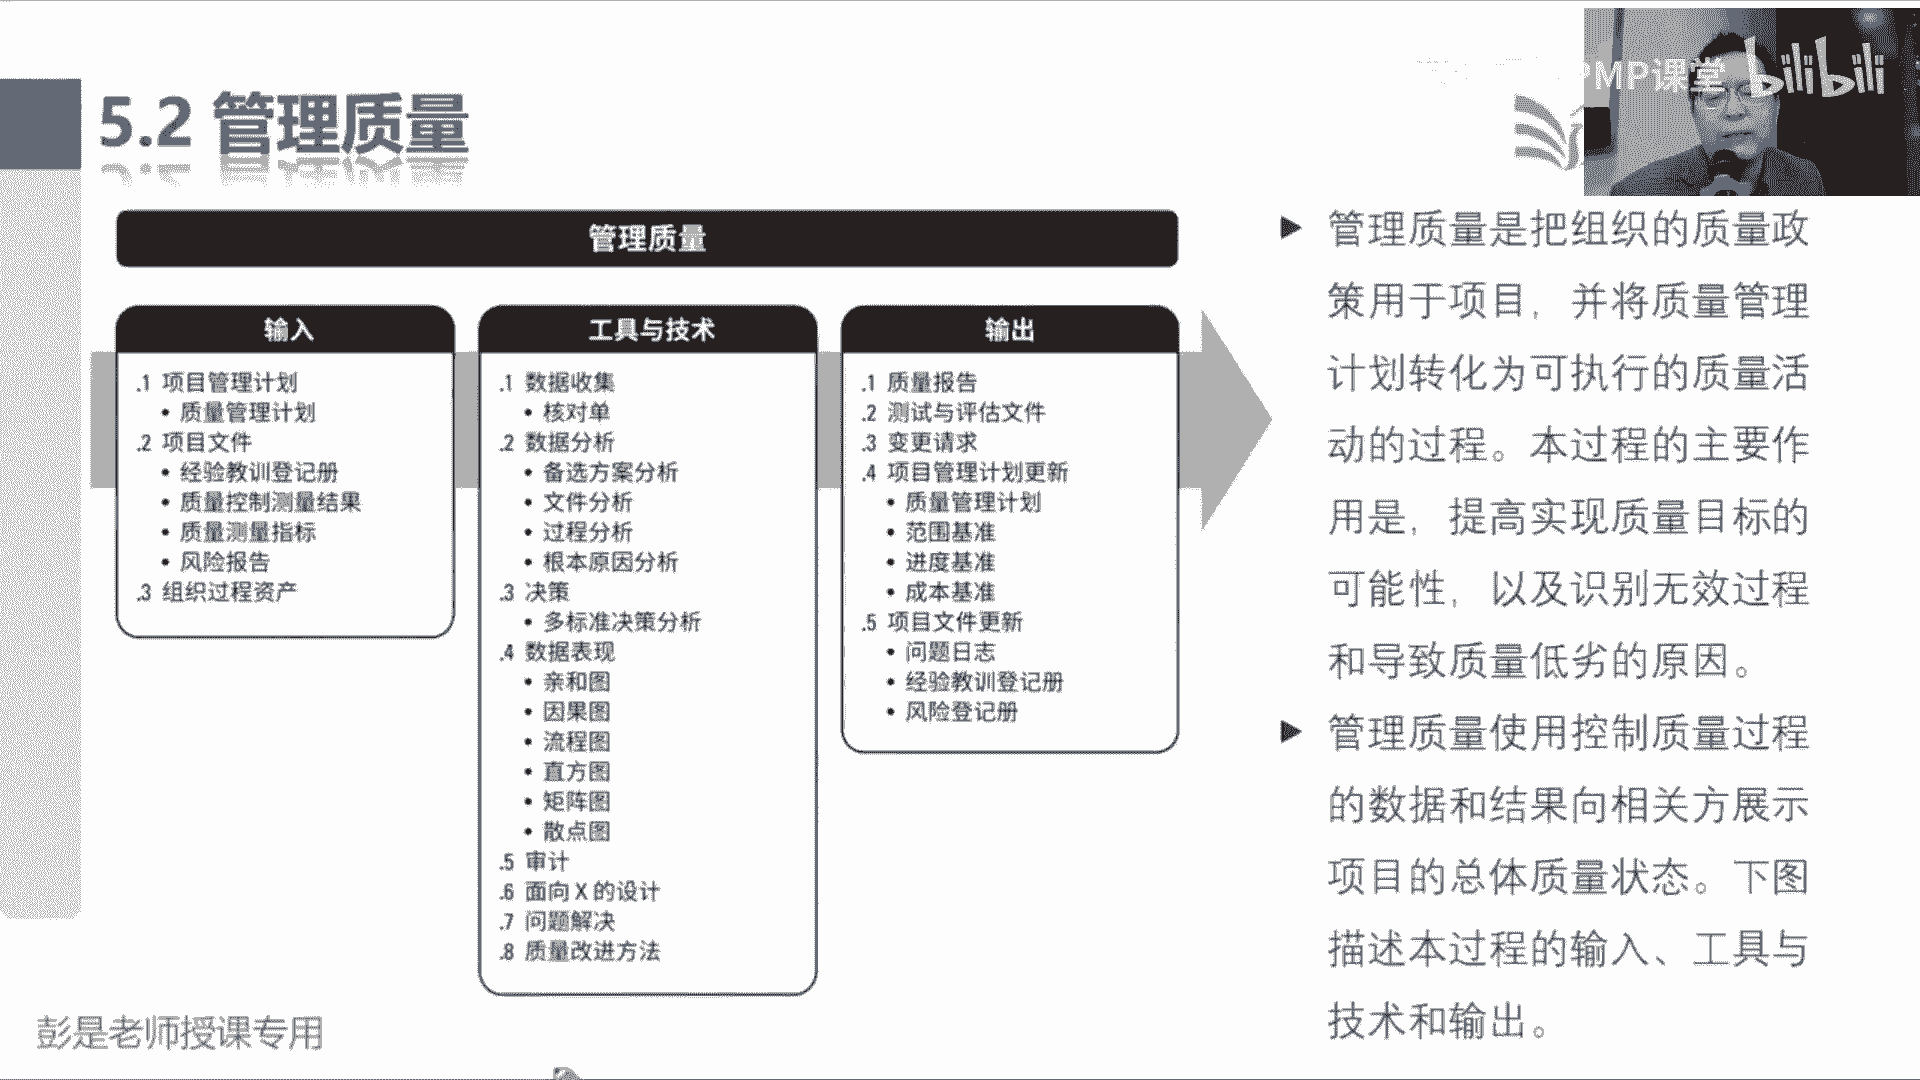 PMP课堂 bilibili
5.2 管理质量
管理质量
输入
.1 项目管理计划
• 质量管理计划
.2 项目文件
• 经验教训登记册
• 质量控制测量结果
• 质量测量指标
• 风险报告
.3 组织过程资产
工具与技术
.1 数据收集
• 核对单
.2 数据分析
• 备选方案分析
• 文件分析
• 过程分析
• 根本原因分析
.3 决策
• 多标准决策分析
.4 数据表现
• 亲和图
• 因果图
• 流程图
• 直方图
• 矩阵图
• 散点图
.5 审计
.6 面向 X 的设计
.7 问题解决
.8 质量改进方法
输出
.1 质量报告
.2 测试与评估文件
.3 变更请求
.4 项目管理计划更新
• 质量管理计划
• 范围基准
• 进度基准
• 成本基准
.5 项目文件更新
• 问题日志
• 经验教训登记册
• 风险登记册
管理质量是把组织的质量政
策用于项目，并将质量管理
计划转化为可执行的质量活
动的过程。本过程的主要作
用是，提高实现质量目标的
可能性，以及识别无效过程
和导致质量低劣的原因。
管理质量使用控制质量过程
的数据和结果向相关方展示
项目的总体质量状态。下图
描述本过程的输入、工具与
技术和输出。
彭是老师授课专用